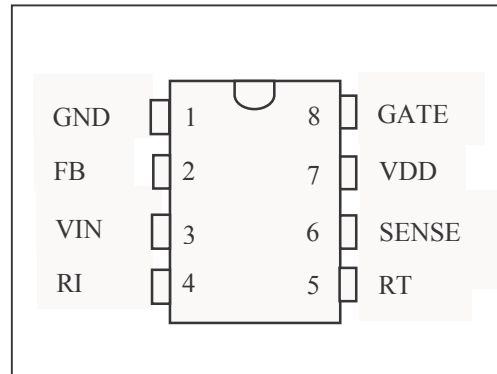 GND 1 8 GATE
FB 2 7 VDD
VIN 3 6 SENSE
RI 4 5 RT